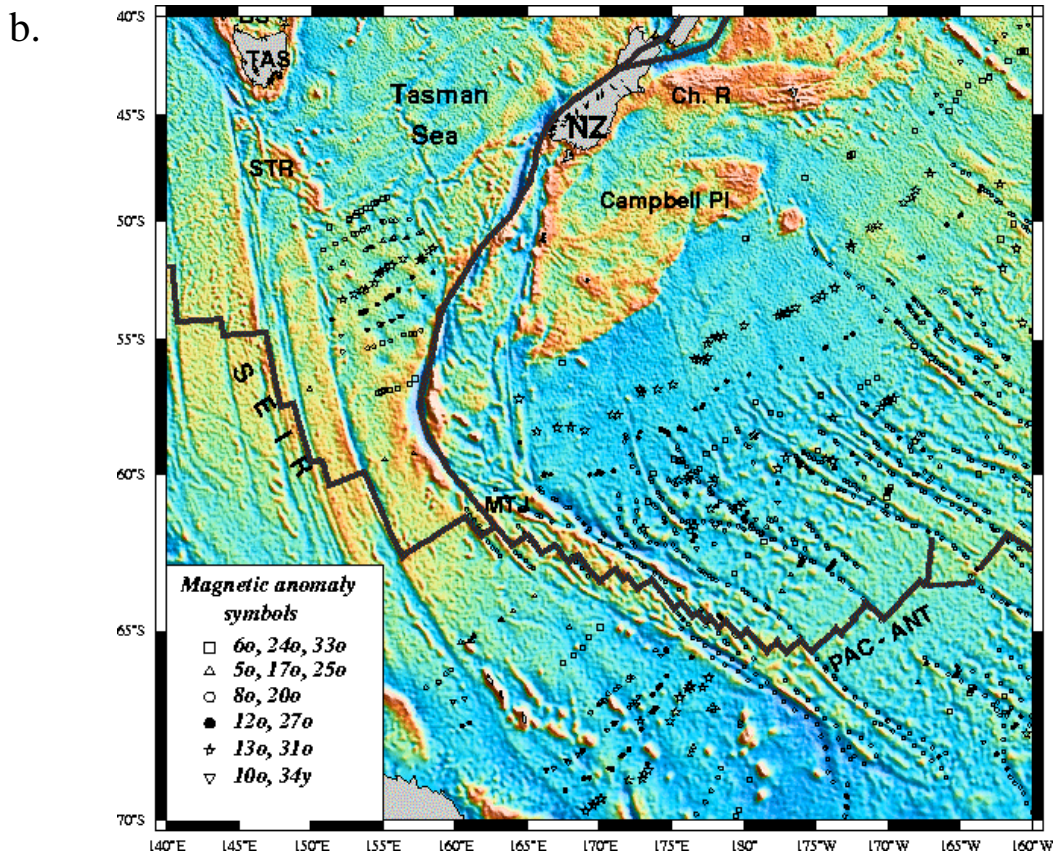 b.
40°S
45°S
50°S
55°S
60°S
65°S
70°S
TAS
Tasman
Sea
STR
NZ
Ch. R
Campbell Pl
SEIR
MTJ
PAC - ANT
Magnetic anomaly
symbols
6o, 24o, 33o
5o, 17o, 25o
8o, 20o
12o, 27o
13o, 31o
10o, 34y
140°E 145°E 150°E 155°E 160°E 165°E 170°E 175°E 180° 175°W 170°W 165°W 160°W